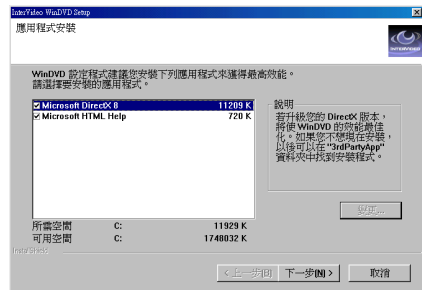 InterVideo WinDVD Setup
應用程式安裝
INTERVIDEO
WinDVD 設定程式建議您安裝下列應用程式來獲得最高效能。
請選擇要安裝的應用程式。
Microsoft DirectX 8 11209 K
Microsoft HTML Help 720 K
說明
若升級您的 DirectX 版本，
將使 WinDVD 的效能最佳
化。如果您不想現在安裝，
以後可以在 "3rdPartyApp"
資料夾中找到安裝程式。
變更...
所需空間 C: 11929 K
可用空間 C: 1748032 K
InstallShield
< 上一步(B) 下一步(N) > 取消